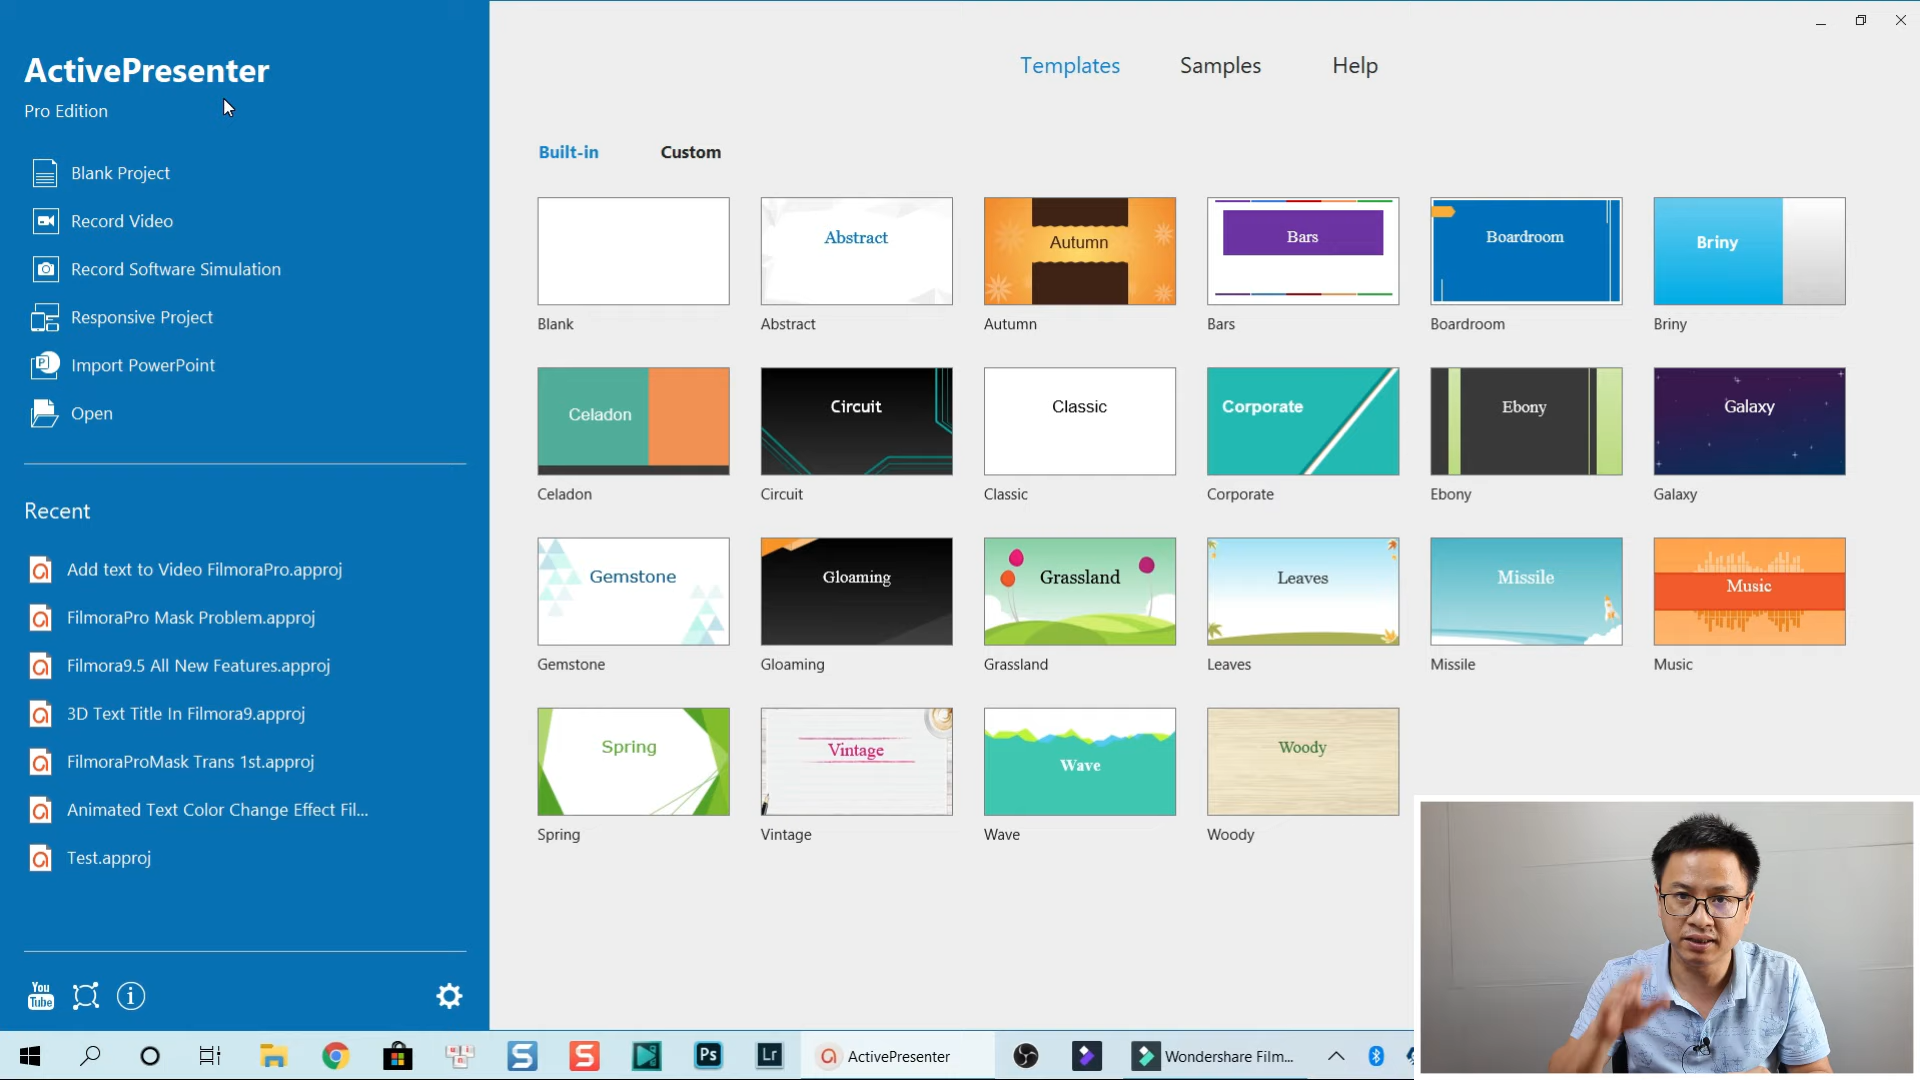 ActivePresenter
Pro Edition
Blank Project
Record Video
Record Software Simulation
Responsive Project
Import PowerPoint
Open
Recent
Add text to Video FilmoraPro.approj
FilmoraPro Mask Problem.approj
Filmora9.5 All New Features.approj
3D Text Title In Filmora9.approj
FilmoraProMask Trans 1st.approj
Animated Text Color Change Effect Fil...
Test.approj
You
Tube
Templates Samples Help
Built-in Custom
Abstract Autumn Bars Boardroom Briny
Blank Abstract Autumn Bars Boardroom Briny
Celadon Circuit Classic Corporate Ebony Galaxy
Celadon Circuit Classic Corporate Ebony Galaxy
Gemstone Gloaming Grassland Leaves Missile Music
Gemstone Gloaming Grassland Leaves Missile Music
Spring Vintage Wave Woody
Spring Vintage Wave Woody
S S Ps Lr ActivePresenter Wondershare Film...